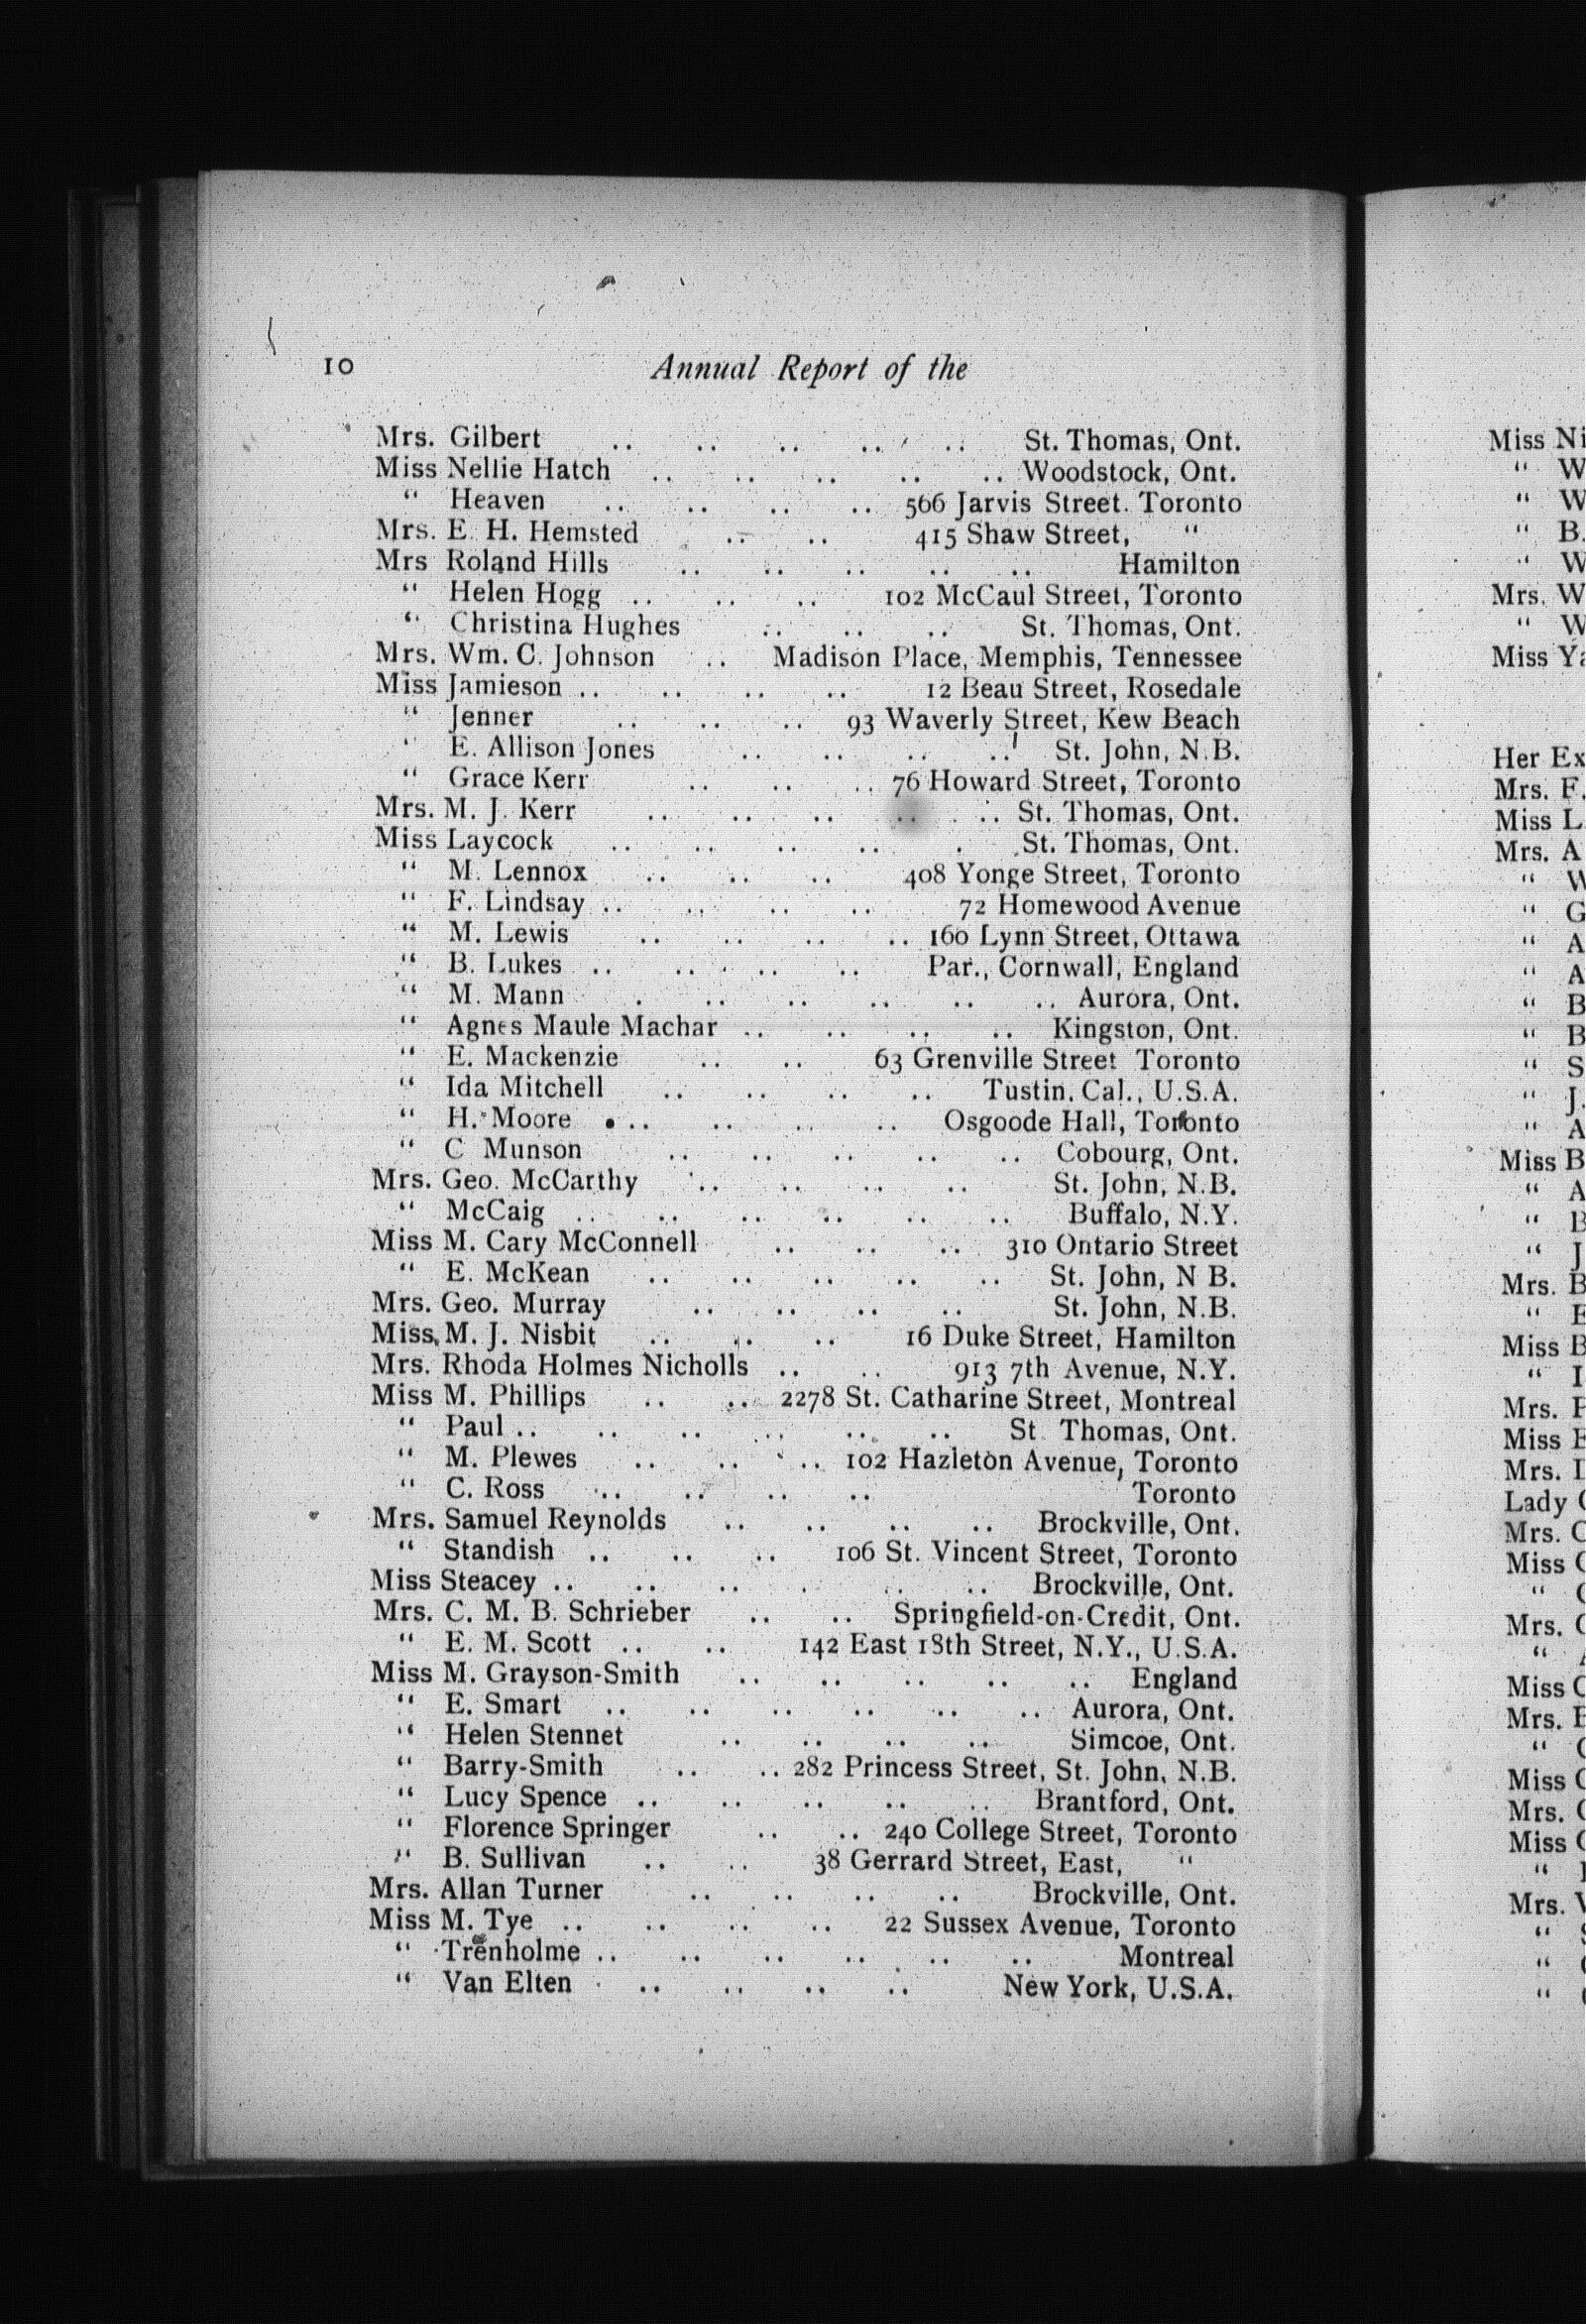 10 Annual Report of the
Mrs. Gilbert .. .. .. .. .. St. Thomas, Ont.
Miss Nellie Hatch .. .. .. .. .. Woodstock, Ont.
“ Heaven .. .. .. .. 566 Jarvis Street. Toronto
Mrs. E. H. Hemsted .. .. 415 Shaw Street, “
Mrs Roland Hills .. .. .. .. .. Hamilton
“ Helen Hogg .. .. .. 102 McCaul Street, Toronto
“ Christina Hughes .. .. .. St. Thomas, Ont.
Mrs. Wm. C. Johnson .. Madison Place, Memphis, Tennessee
Miss Jamieson .. .. .. .. 12 Beau Street, Rosedale
“ Jenner .. .. .. 93 Waverly Street, Kew Beach
“ E. Allison Jones .. .. .. .. St. John, N.B.
“ Grace Kerr .. .. .. 76 Howard Street, Toronto
Mrs. M. J. Kerr .. .. .. .. .. St. Thomas, Ont.
Miss Laycock .. .. .. .. . St. Thomas, Ont.
“ M. Lennox .. .. .. 408 Yonge Street, Toronto
“ F. Lindsay .. .. .. .. 72 Homewood Avenue
“ M. Lewis .. .. .. .. 160 Lynn Street, Ottawa
“ B. Lukes .. .. .. .. Par., Cornwall, England
“ M. Mann . .. .. .. .. .. Aurora, Ont.
“ Agnes Maule Machar .. .. .. .. Kingston, Ont.
“ E. Mackenzie .. .. 63 Grenville Street Toronto
“ Ida Mitchell .. .. .. .. Tustin. Cal., U.S.A.
“ H. Moore .. .. .. .. Osgoode Hall, Toronto
“ C Munson .. .. .. .. .. Cobourg, Ont.
Mrs. Geo. McCarthy .. .. .. .. St. John, N.B.
“ McCaig .. .. .. .. .. .. Buffalo, N.Y.
Miss M. Cary McConnell .. .. .. 310 Ontario Street
“ E. McKean .. .. .. .. .. St. John, N B.
Mrs. Geo. Murray .. .. .. .. St. John, N.B.
Miss M. J. Nisbit .. .. .. 16 Duke Street, Hamilton
Mrs. Rhoda Holmes Nicholls .. .. 913 7th Avenue, N.Y.
Miss M. Phillips .. .. 2278 St. Catharine Street, Montreal
“ Paul .. .. .. .. .. .. St. Thomas, Ont.
“ M. Plewes .. .. .. 102 Hazleton Avenue, Toronto
“ C. Ross .. .. .. .. Toronto
Mrs. Samuel Reynolds .. .. .. .. Brockville, Ont.
“ Standish .. .. .. 106 St. Vincent Street, Toronto
Miss Steacey .. .. .. . .. .. Brockville, Ont.
Mrs. C. M. B. Schrieber .. .. Springfield-on-Credit, Ont.
“ E. M. Scott .. .. 142 East 18th Street, N.Y., U.S.A.
Miss M. Grayson-Smith .. .. .. .. .. England
“ E. Smart .. .. .. .. .. .. Aurora, Ont.
“ Helen Stennet .. .. .. .. Simcoe, Ont.
“ Barry-Smith .. .. 282 Princess Street, St. John, N.B.
“ Lucy Spence .. .. .. .. .. Brantford, Ont.
“ Florence Springer .. .. 240 College Street, Toronto
“ B. Sullivan .. .. 38 Gerrard Street, East, “
Mrs. Allan Turner .. .. .. .. Brockville, Ont.
Miss M. Tye .. .. .. .. 22 Sussex Avenue, Toronto
“ Trenholme .. .. .. .. .. .. Montreal
“ Van Elten .. .. .. .. New York, U.S.A.
Miss
“
“
“ B.
“
Mrs.
“
Miss
Her
Mrs. F.
Miss
Mrs.
“
“
“
“
“
“
“
“
“
Miss
“
“
“
Mrs.
“
Miss
“
Mrs.
Miss
Mrs.
Lady
Mrs.
Miss
“
Mrs.
“
Miss
Mrs.
“
Miss
Mrs.
Miss
“
Mrs.
“
“
“